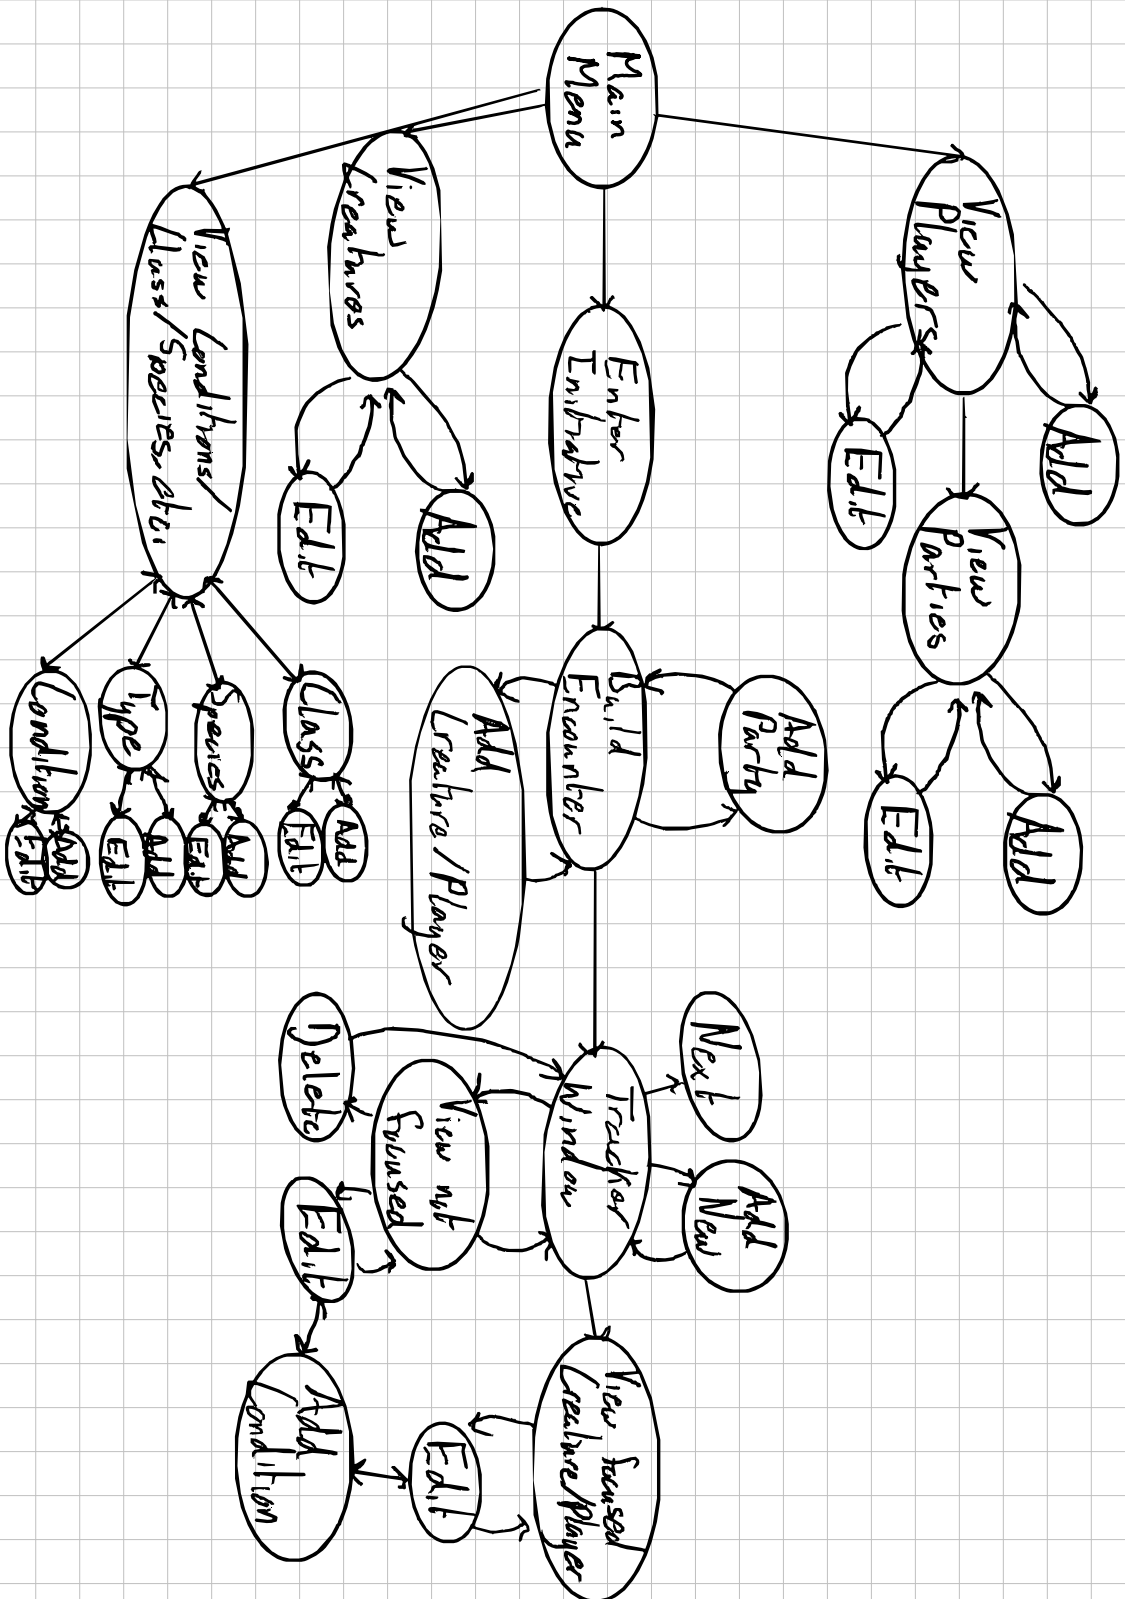 Main
Menu
View
Players
Add
Edit
View
Parties
Add
Edit
Enter
Initiative
Build
Encounter
Add
Party
Add
Creature/Player
Tracker
Window
Next
Add
New
View not
focused
Delete
Edit
Add
Condition
View focused
Creature/Player
Edit
View
Creatures
Add
Edit
View Conditions/
Class/Species, etc.
Class
Add
Edit
Species
Add
Edit
Type
Add
Edit
Condition
Add
Edit